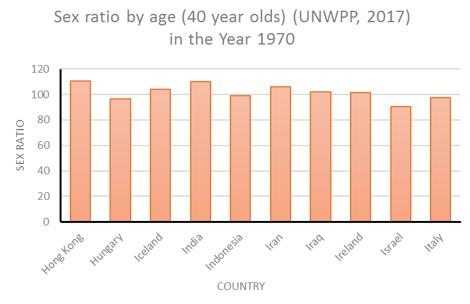 Sex ratio by age (40 year olds) (UNWPP, 2017)
in the Year 1970
120
100
80
60
40
20
0
SEX RATIO
Hong Kong
Hungary
Iceland
India
Indonesia
Iran
Iraq
Ireland
Israel
Italy
COUNTRY